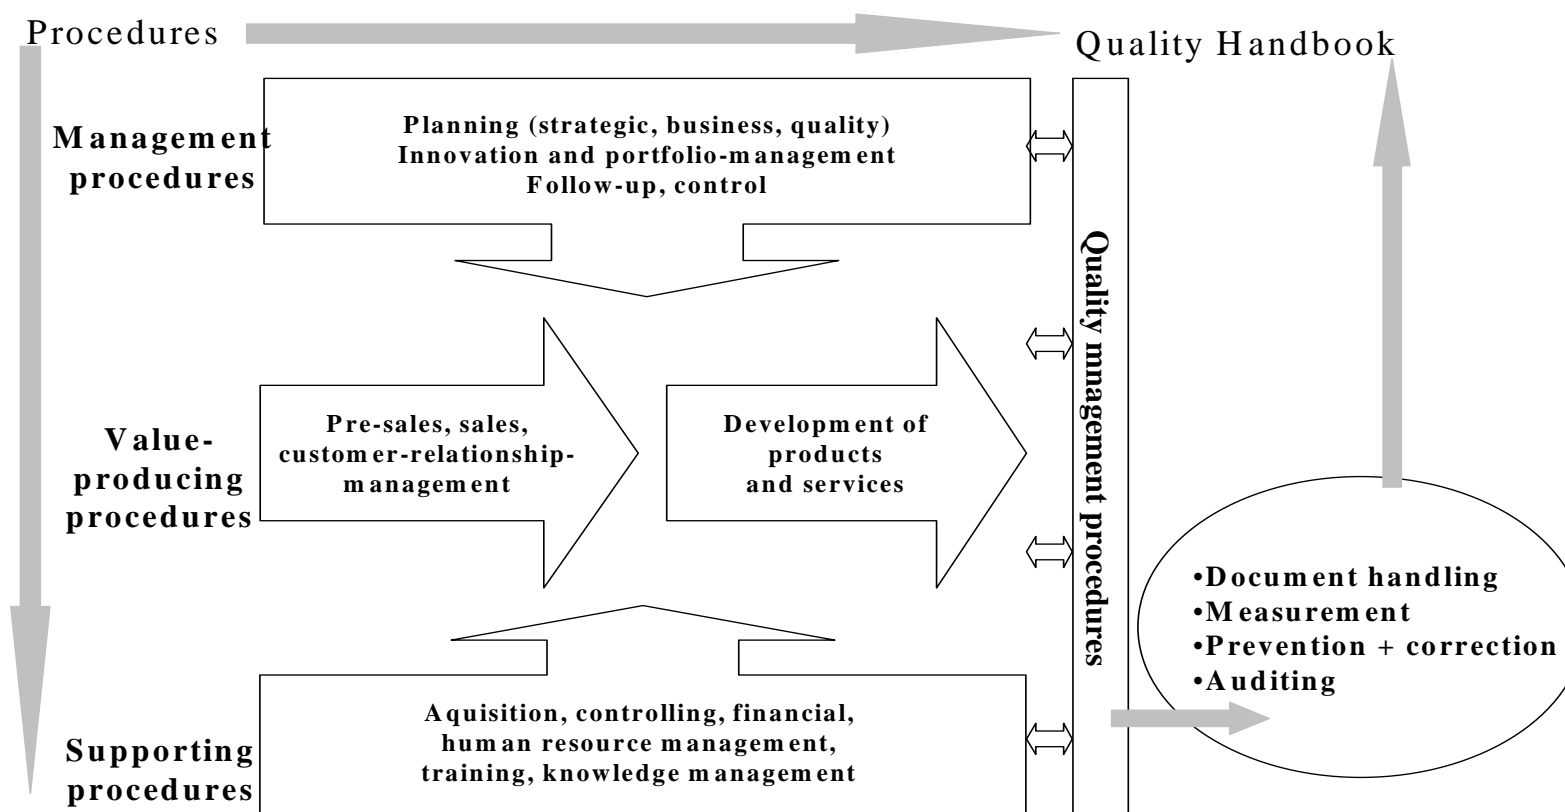 Procedures
Quality Handbook
Management
procedures
Planning (strategic, business, quality)
Innovation and portfolio-management
Follow-up, control
Value-
producing
procedures
Pre-sales, sales,
customer-relationship-
management
Development of
products
and services
Supporting
procedures
Aquisition, controlling, financial,
human resource management,
training, knowledge management
Quality mnagement procedures
•Document handling
•Measurement
•Prevention + correction
•Auditing